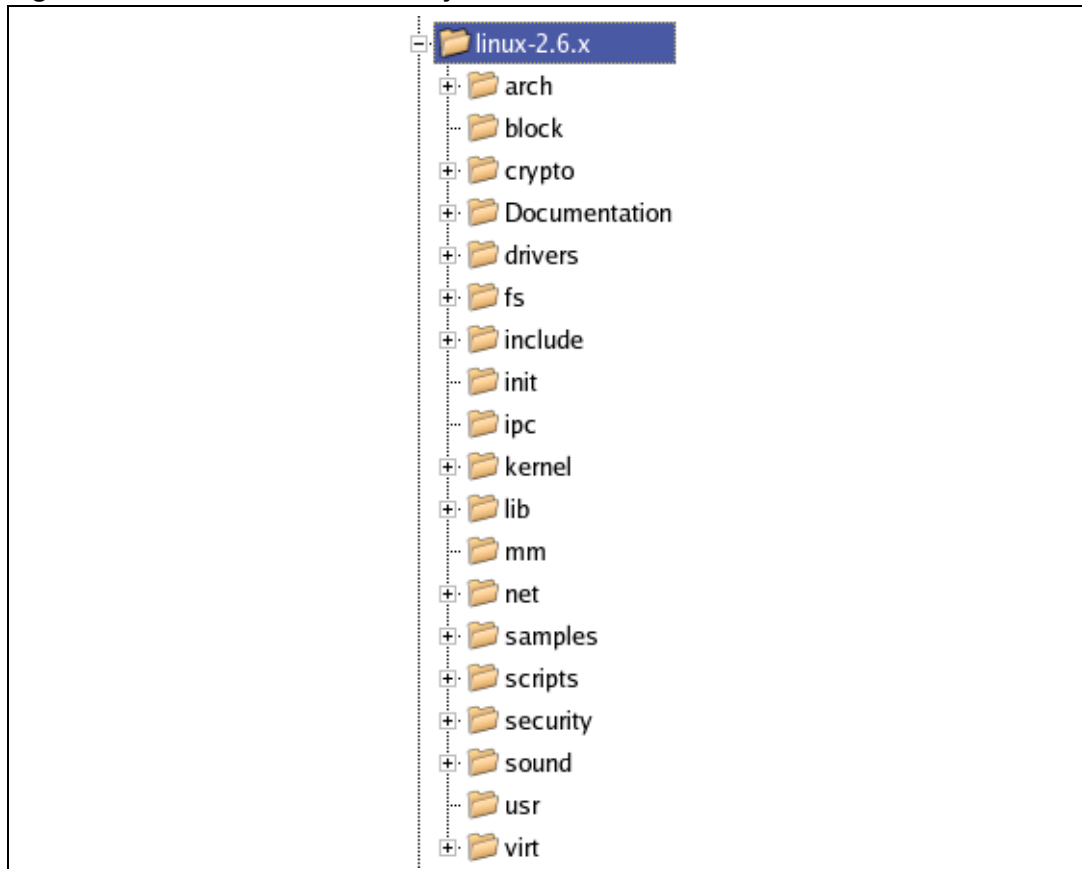 linux-2.6.x
arch
block
crypto
Documentation
drivers
fs
include
init
ipc
kernel
lib
mm
net
samples
scripts
security
sound
usr
virt